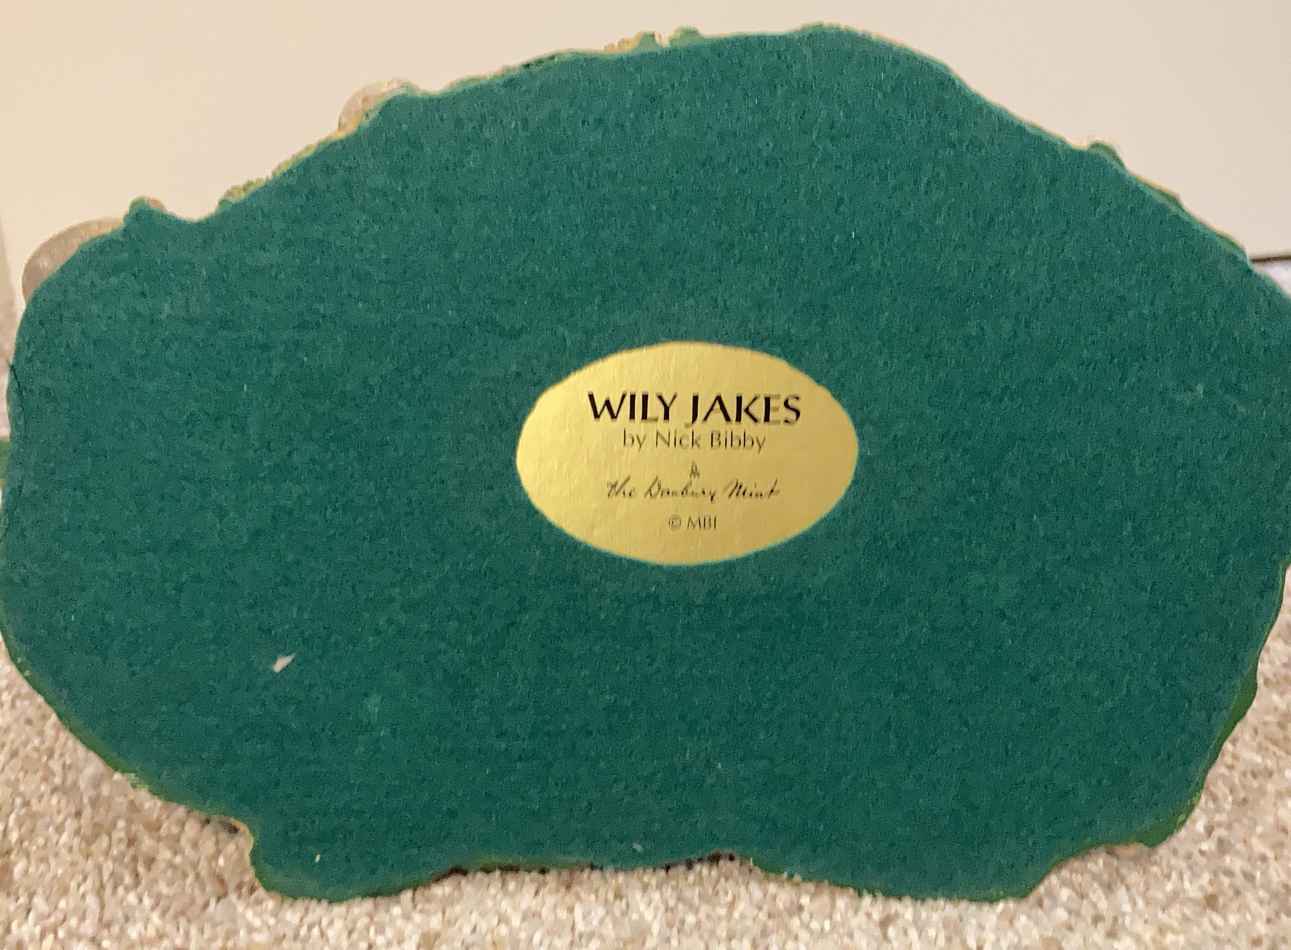 WILY JAKES
by Nick Bibby
the Danbury Mint
© MBI